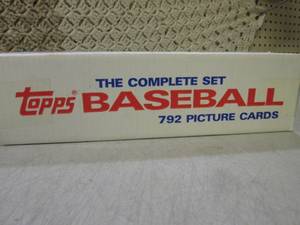 THE COMPLETE SET
Topps® BASEBALL
792 PICTURE CARDS